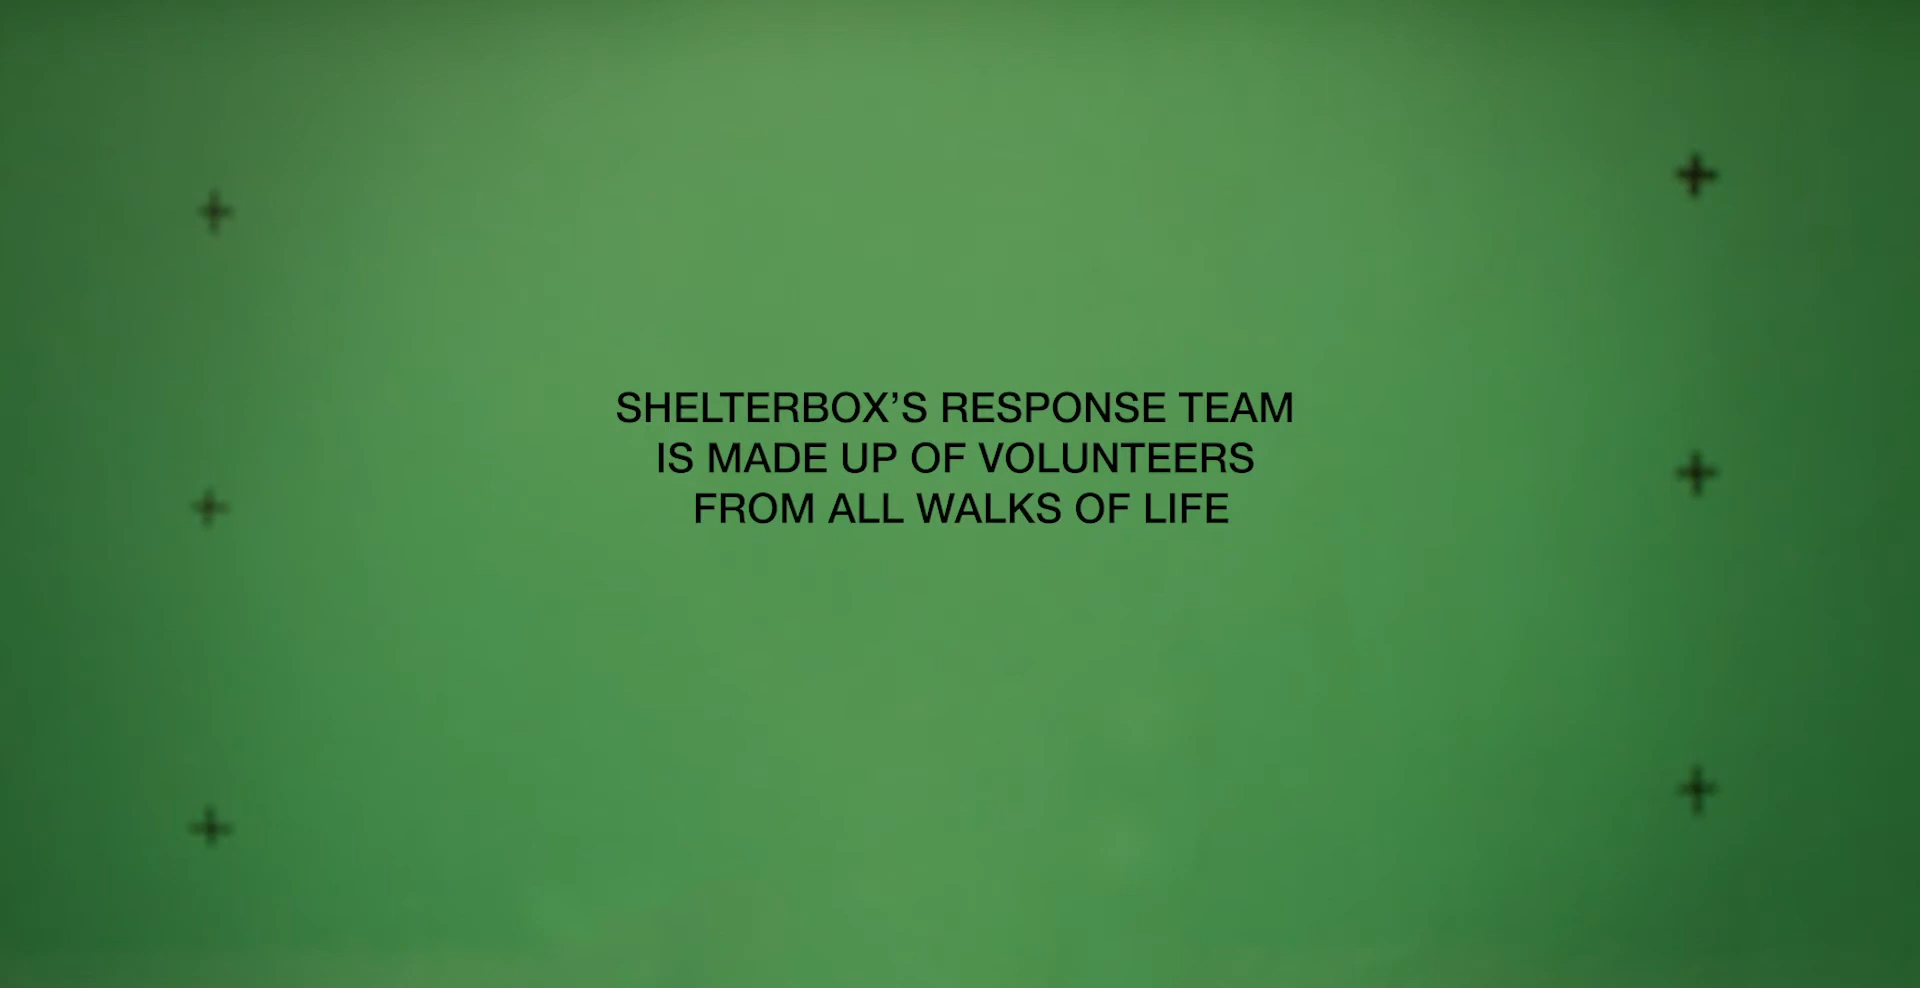 SHELTERBOX’S RESPONSE TEAM
IS MADE UP OF VOLUNTEERS
FROM ALL WALKS OF LIFE